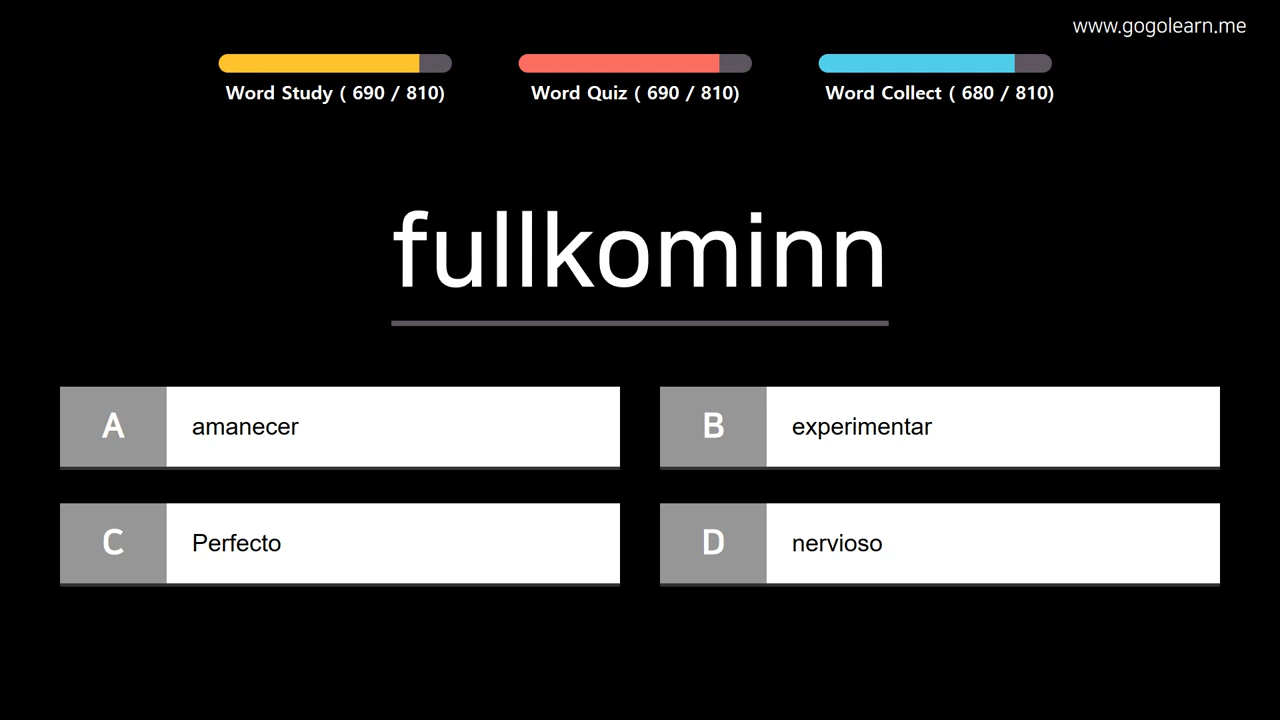 www.gogolearn.me
Word Study ( 690 / 810)
Word Quiz ( 690 / 810)
Word Collect ( 680 / 810)
fullkominn
A amanecer
B experimentar
C Perfecto
D nervioso